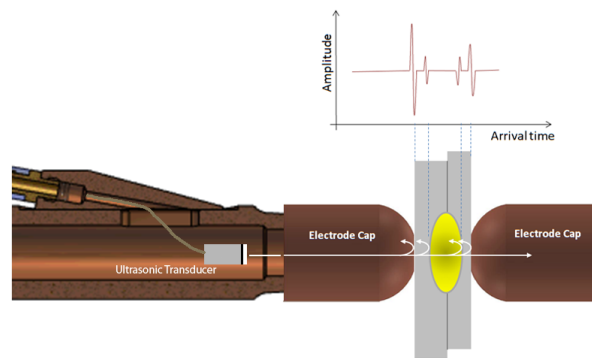 Amplitude
Arrival time
Electrode Cap
Electrode Cap
Ultrasonic Transducer